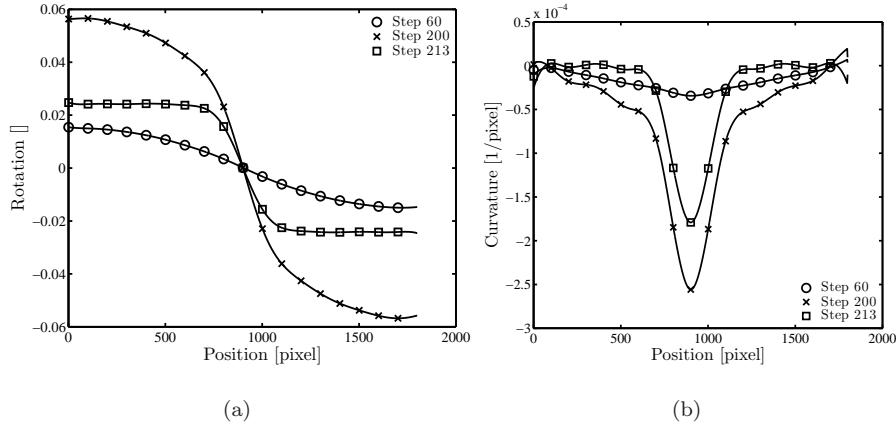 0.06
0.04
0.02
0
−0.02
−0.04
−0.06
Rotation []
0
500
1000
1500
2000
Position [pixel]
Step 60
Step 200
Step 213
(a)
x 10⁻⁴
0.5
0
−0.5
−1
−1.5
−2
−2.5
−3
Curvature [1/pixel]
0
500
1000
1500
2000
Position [pixel]
Step 60
Step 200
Step 213
(b)